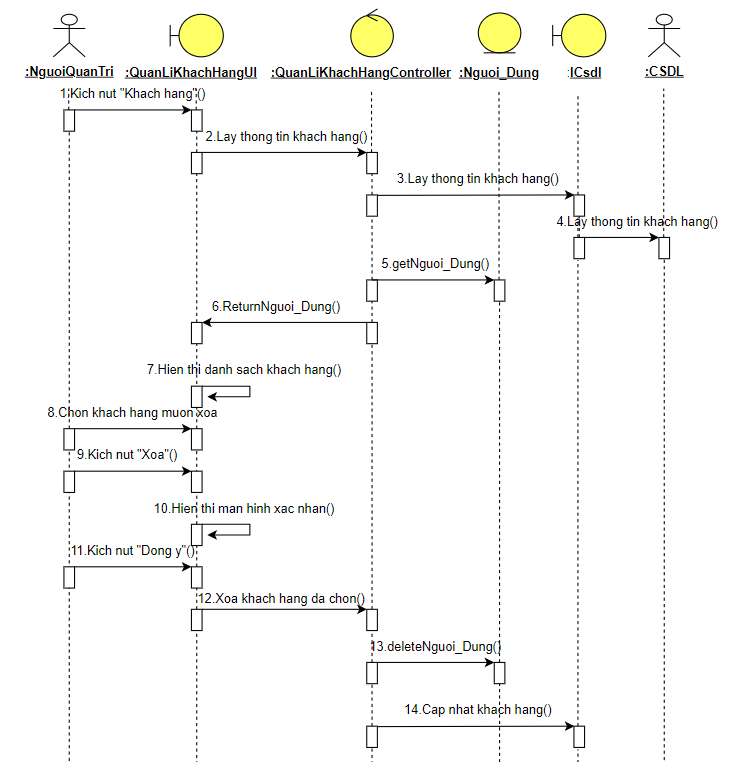 :NguoiQuanTri :QuanLiKhachHangUI :QuanLiKhachHangController :Nguoi_Dung :ICsdl :CSDL
1.Kich nut "Khach hang"()
2.Lay thong tin khach hang()
3.Lay thong tin khach hang()
4.Lay thong tin khach hang()
5.getNguoi_Dung()
6.ReturnNguoi_Dung()
7.Hien thi danh sach khach hang()
8.Chon khach hang muon xoa
9.Kich nut "Xoa"()
10.Hien thi man hinh xac nhan()
11.Kich nut "Dong y"()
12.Xoa khach hang da chon()
13.deleteNguoi_Dung()
14.Cap nhat khach hang()